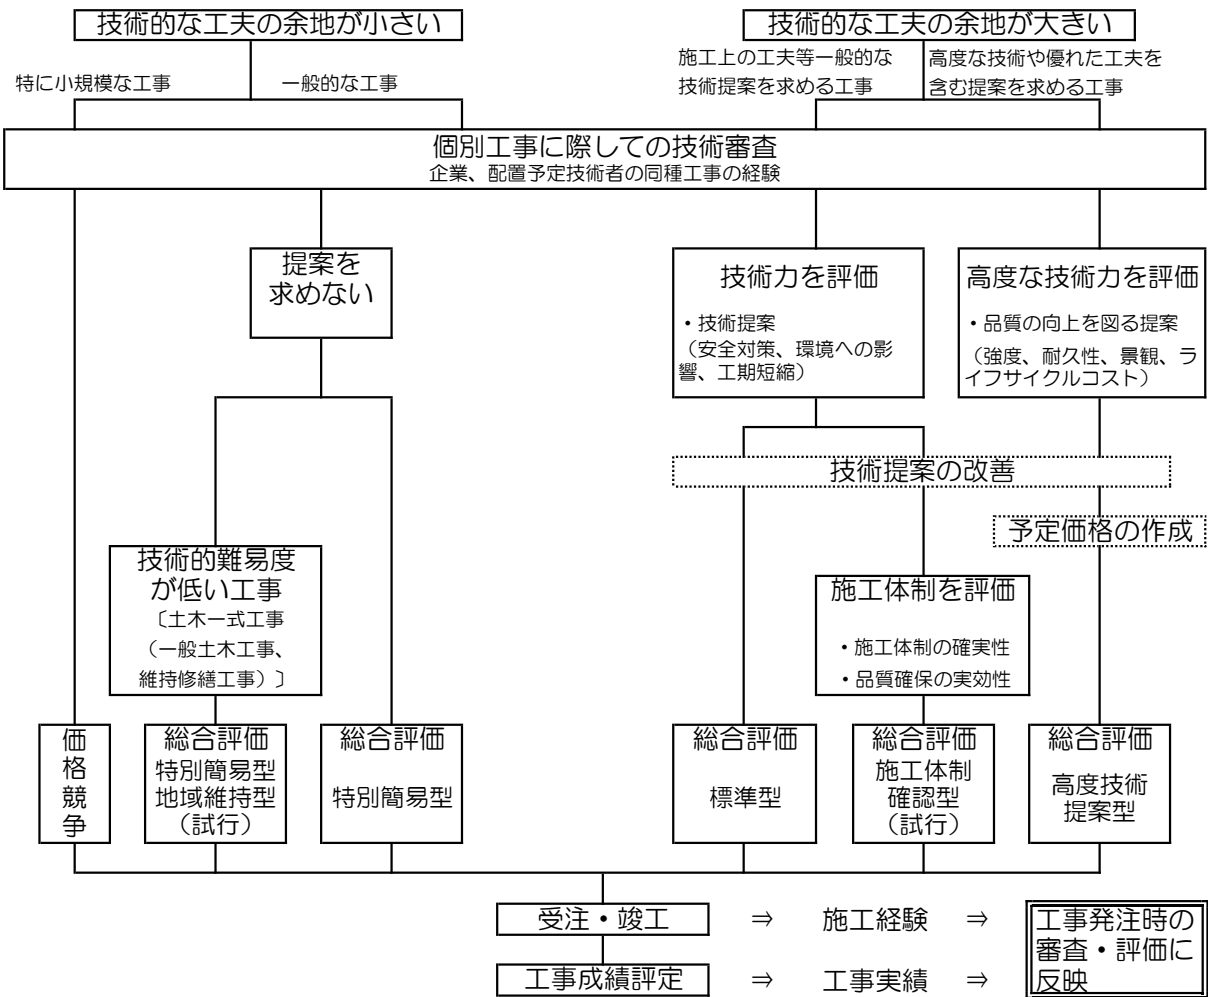 技術的な工夫の余地が小さい
技術的な工夫の余地が大きい
特に小規模な工事
一般的な工事
施工上の工夫等一般的な
技術提案を求める工事
高度な技術や優れた工夫を
含む提案を求める工事
個別工事に際しての技術審査
企業、配置予定技術者の同種工事の経験
提案を
求めない
技術力を評価
・技術提案
（安全対策、環境への影
響、工期短縮）
高度な技術力を評価
・品質の向上を図る提案
（強度、耐久性、景観、ラ
イフサイクルコスト）
技術提案の改善
予定価格の作成
技術的難易度
が低い工事
〔土木一式工事
（一般土木工事、
維持修繕工事）〕
施工体制を評価
・施工体制の確実性
・品質確保の実効性
価
格
競
争
総合評価
特別簡易型
地域維持型
（試行）
総合評価
特別簡易型
総合評価
標準型
総合評価
施工体制
確認型
（試行）
総合評価
高度技術
提案型
受注・竣工 ⇒ 施工経験 ⇒
工事成績評定 ⇒ 工事実績 ⇒
工事発注時の
審査・評価に
反映